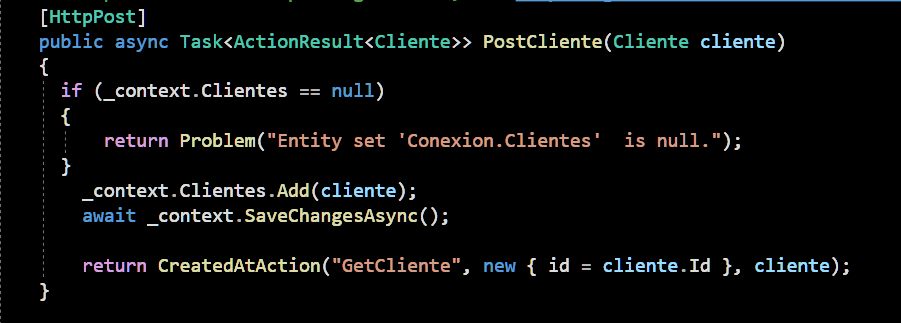 [HttpPost]
public async Task<ActionResult<Cliente>> PostCliente(Cliente cliente)
{
if (_context.Clientes == null)
{
return Problem("Entity set 'Conexion.Clientes'  is null.");
}
_context.Clientes.Add(cliente);
await _context.SaveChangesAsync();
return CreatedAtAction("GetCliente", new { id = cliente.Id }, cliente);
}